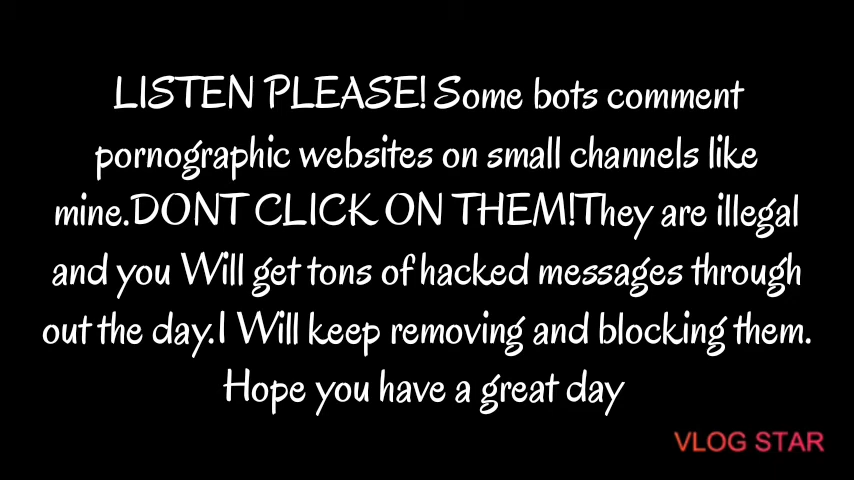 LISTEN PLEASE! Some bots comment
pornographic websites on small channels like
mine.DONT CLICK ON THEM!They are illegal
and you Will get tons of hacked messages through
out the day.I Will keep removing and blocking them.
Hope you have a great day
VLOG STAR